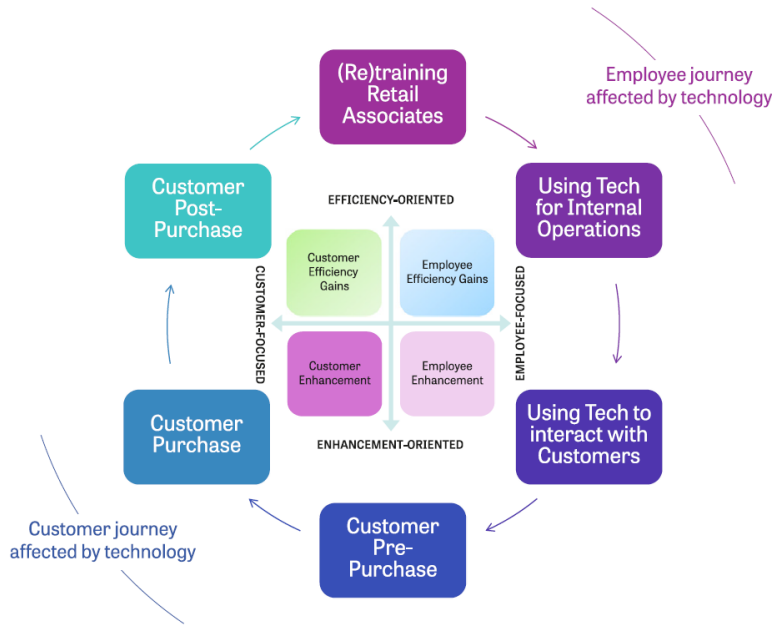 (Re)training
Retail
Associates
Employee journey
affected by technology
Customer
Post-
Purchase
Using Tech
for Internal
Operations
EFFICIENCY-ORIENTED
Customer
Efficiency
Gains
Employee
Efficiency Gains
CUSTOMER-FOCUSED
EMPLOYEE-FOCUSED
Customer
Enhancement
Employee
Enhancement
ENHANCEMENT-ORIENTED
Customer
Purchase
Using Tech to
interact with
Customers
Customer
Pre-
Purchase
Customer journey
affected by technology